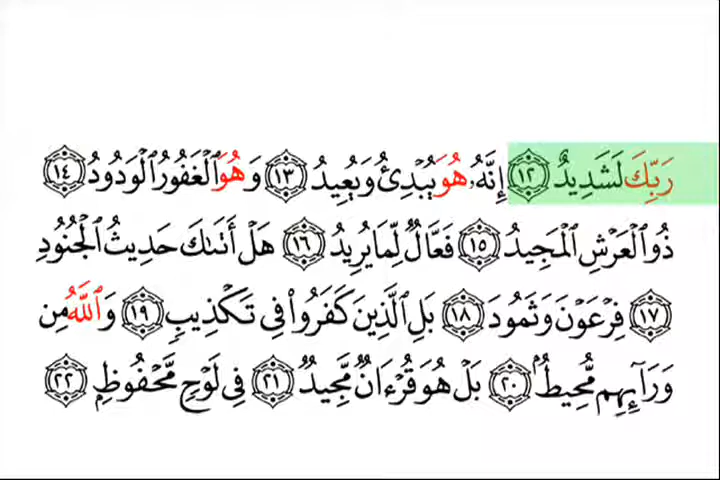 رَبِّكَ لَشَدِيدٌ ١٢ إِنَّهُۥ هُوَ يُبْدِئُ وَيُعِيدُ ١٣ وَهُوَ ٱلْغَفُورُ ٱلْوَدُودُ ١٤
ذُو ٱلْعَرْشِ ٱلْمَجِيدُ ١٥ فَعَّالٌ لِّمَا يُرِيدُ ١٦ هَلْ أَتَىٰكَ حَدِيثُ ٱلْجُنُودِ
١٧ فِرْعَوْنَ وَثَمُودَ ١٨ بَلِ ٱلَّذِينَ كَفَرُوا۟ فِى تَكْذِيبٍ ١٩ وَٱللَّهُ مِن
وَرَآئِهِم مُّحِيطٌۢ ٢٠ بَلْ هُوَ قُرْءَانٌ مَّجِيدٌ ٢١ فِى لَوْحٍ مَّحْفُوظٍۭ ٢٢